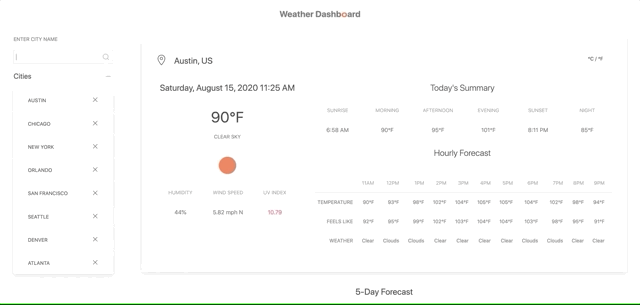 Weather Dashboard
ENTER CITY NAME
Cities
AUSTIN
CHICAGO
NEW YORK
ORLANDO
SAN FRANCISCO
SEATTLE
DENVER
ATLANTA
Austin, US
°C / °F
Saturday, August 15, 2020 11:25 AM
90°F
CLEAR SKY
HUMIDITY WIND SPEED U.V INDEX
44% 5.82 mph N 10.79
Today's Summary
SUNRISE MORNING AFTERNOON EVENING SUNSET NIGHT
6:58 AM 90°F 95°F 101°F 8:11 PM 85°F
Hourly Forecast
11AM 12PM 1PM 2PM 3PM 4PM 5PM 6PM 7PM 8PM 9PM
TEMPERATURE 90°F 93°F 98°F 102°F 104°F 105°F 105°F 104°F 102°F 98°F 94°F
FEELS LIKE 92°F 95°F 99°F 102°F 103°F 104°F 104°F 103°F 98°F 95°F 91°F
WEATHER Clear Clouds Clouds Clouds Clear Clear Clear Clear Clear Clear Clear
5-Day Forecast